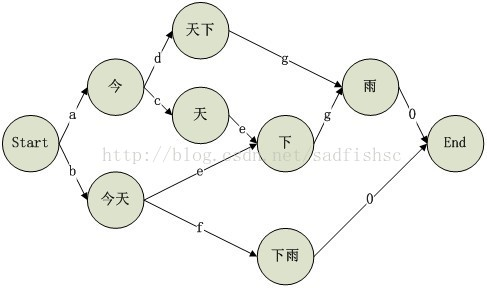 天下
d
g
今
c
天
雨
a
e
g
0
Start
下
End
http://blog.csdn.net/sadfishsc
b
e
今天
0
f
下雨